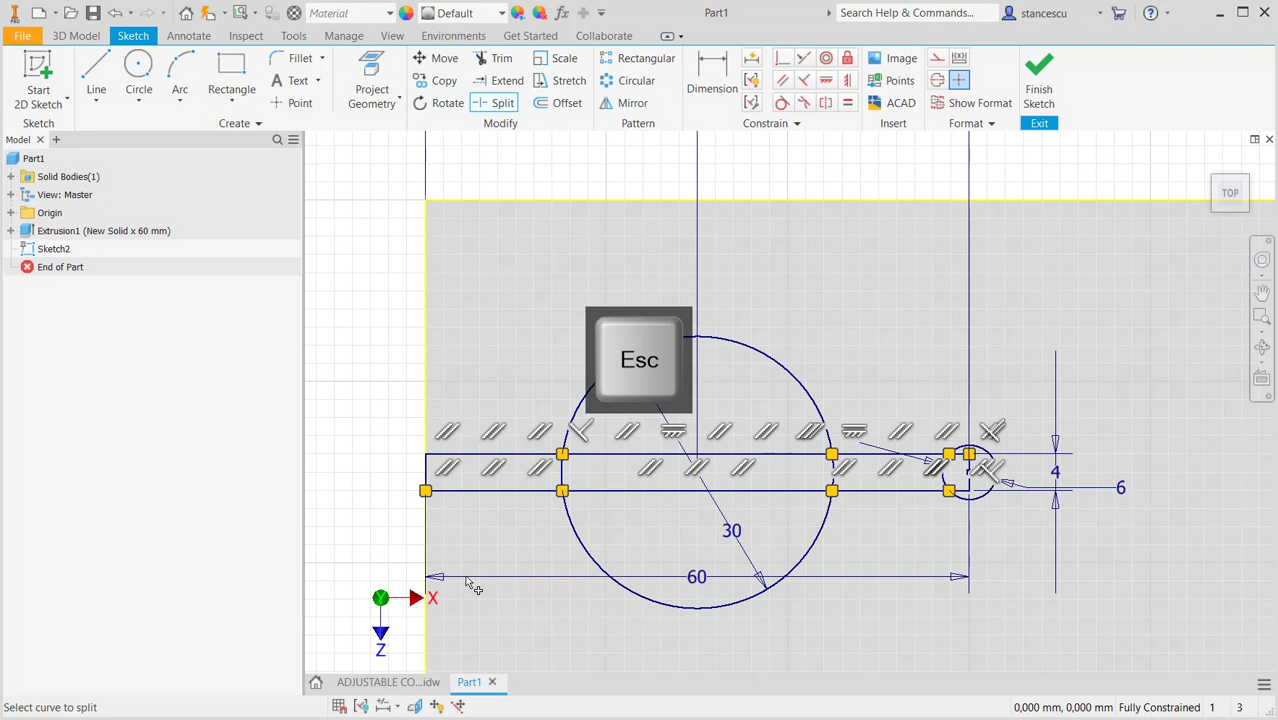 PRO
Material
Default
Part1
Search Help & Commands...
stancescu
File
3D Model
Sketch
Annotate
Inspect
Tools
Manage
View
Environments
Get Started
Collaborate
Start
2D Sketch
Line
Circle
Arc
Rectangle
Fillet
Text
Point
Project
Geometry
Move
Copy
Rotate
Trim
Extend
Split
Scale
Stretch
Offset
Rectangular
Circular
Mirror
Dimension
Image
Points
ACAD
Show Format
Finish
Sketch
Sketch
Create
Modify
Pattern
Constrain
Insert
Format
Exit
Model
Part1
Solid Bodies(1)
View: Master
Origin
Extrusion1 (New Solid x 60 mm)
Sketch2
End of Part
TOP
Esc
4
6
30
60
X
Y
Z
ADJUSTABLE CO....idw
Part1
Select curve to split
0,000 mm, 0,000 mm
Fully Constrained
1
3